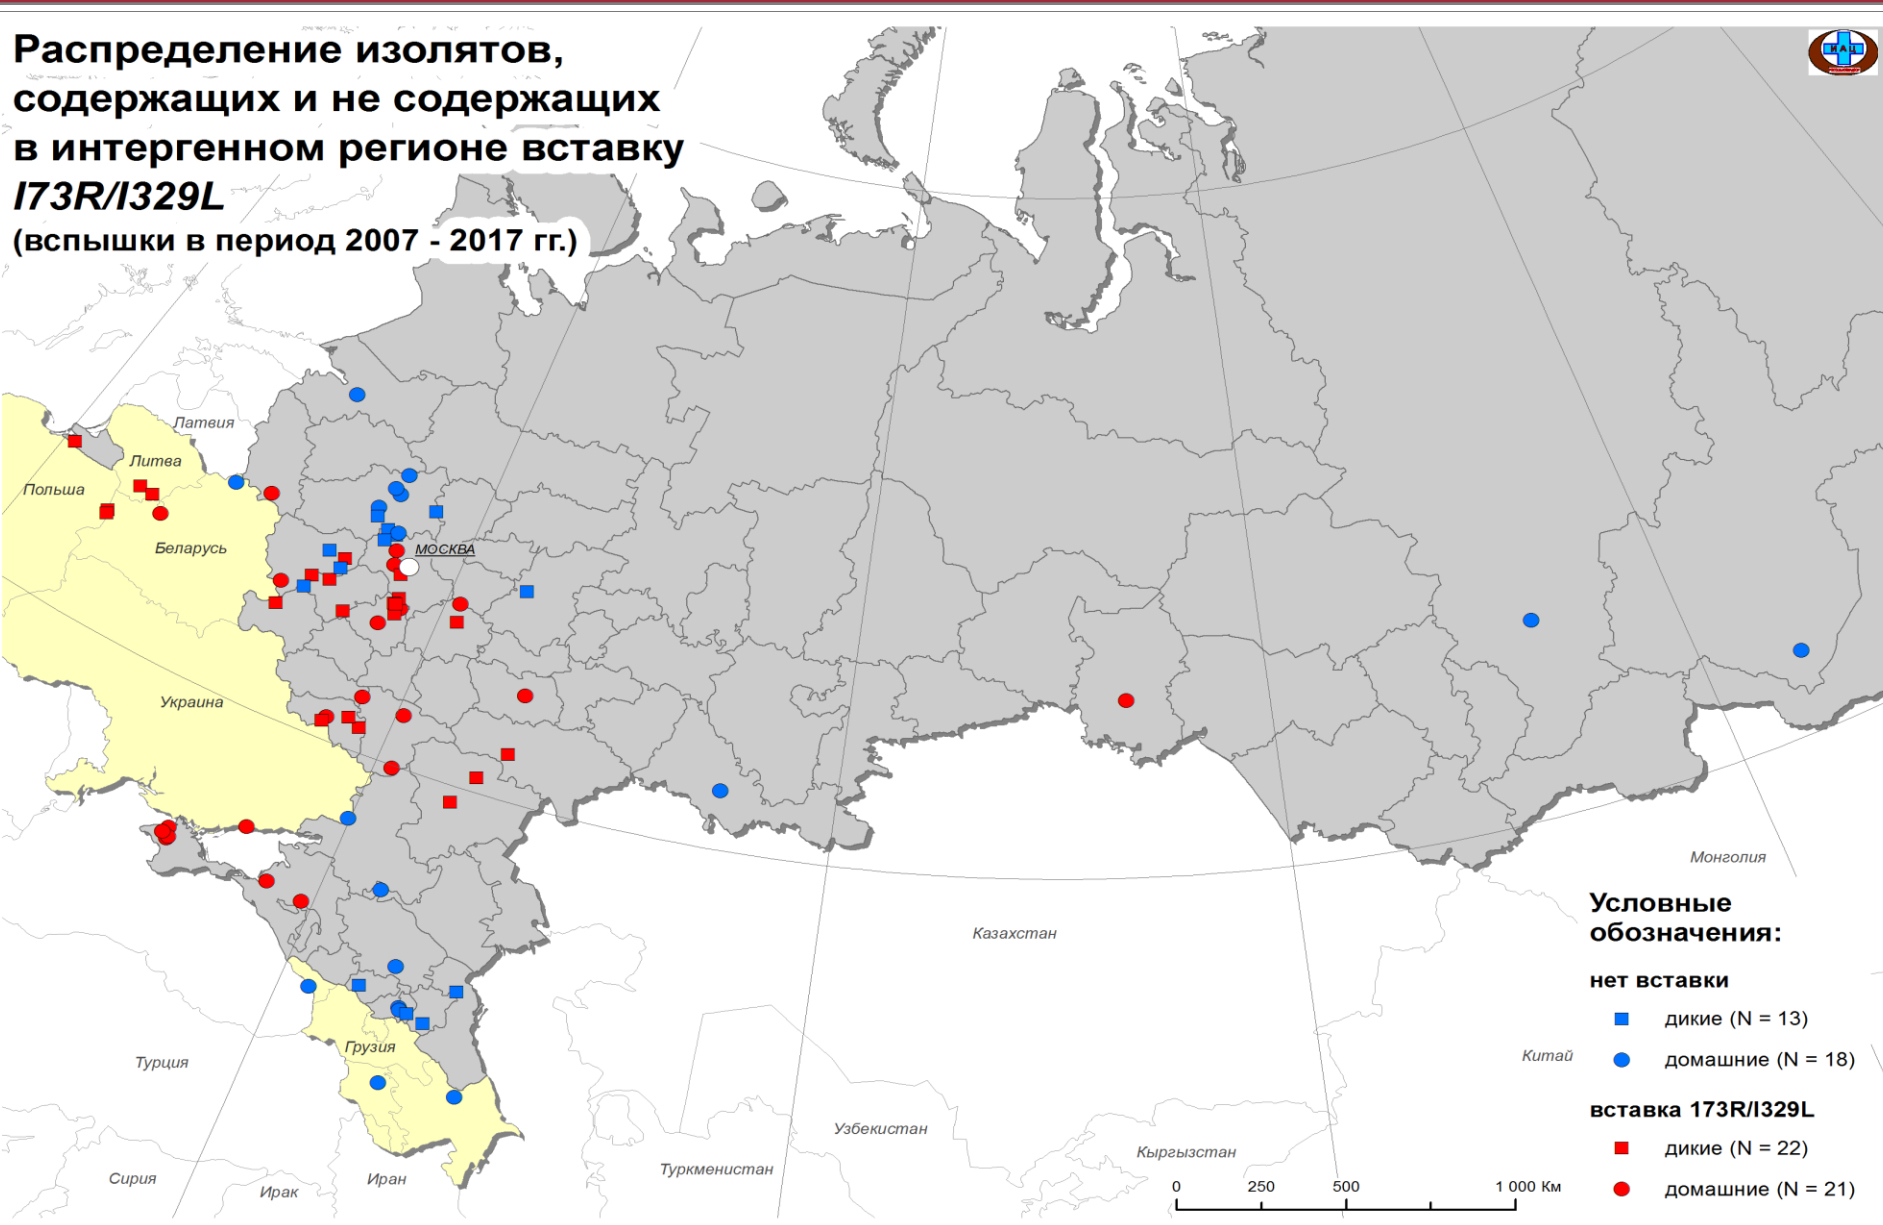 Распределение изолятов,
содержащих и не содержащих
в интергенном регионе вставку
I73R/I329L
(вспышки в период 2007 - 2017 гг.)
ИАЦ
Латвия
Литва
Польша
Беларусь
МОСКВА
Украина
Монголия
Казахстан
Грузия
Турция
Китай
Узбекистан
Кыргызстан
Туркменистан
Сирия
Ирак
Иран
Условные
обозначения:
нет вставки
дикие (N = 13)
домашние (N = 18)
вставка 173R/I329L
дикие (N = 22)
домашние (N = 21)
0 250 500 1 000 Км